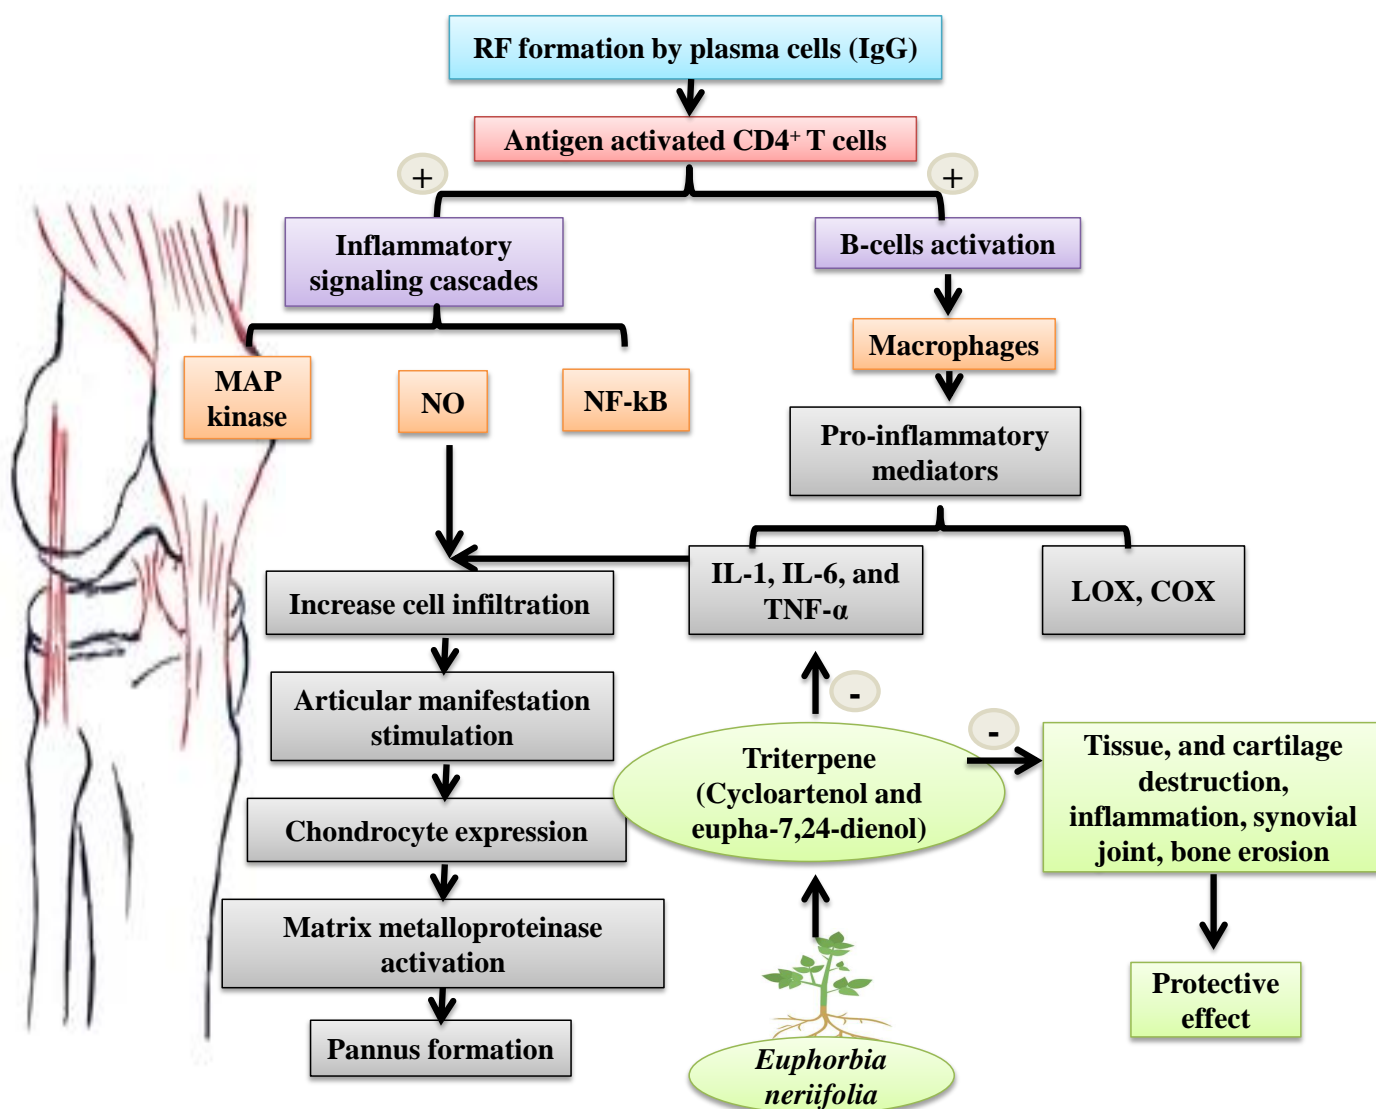 RF formation by plasma cells (IgG)
Antigen activated CD4⁺ T cells
+
+
Inflammatory
signaling cascades
B-cells activation
MAP
kinase
NO
NF-kB
Macrophages
Pro-inflammatory
mediators
IL-1, IL-6, and
TNF-α
LOX, COX
Increase cell infiltration
Articular manifestation
stimulation
Chondrocyte expression
Matrix metalloproteinase
activation
Pannus formation
-
-
Triterpene
(Cycloartenol and
eupha-7,24-dienol)
Tissue, and cartilage
destruction,
inflammation, synovial
joint, bone erosion
Protective
effect
Euphorbia
neriifolia